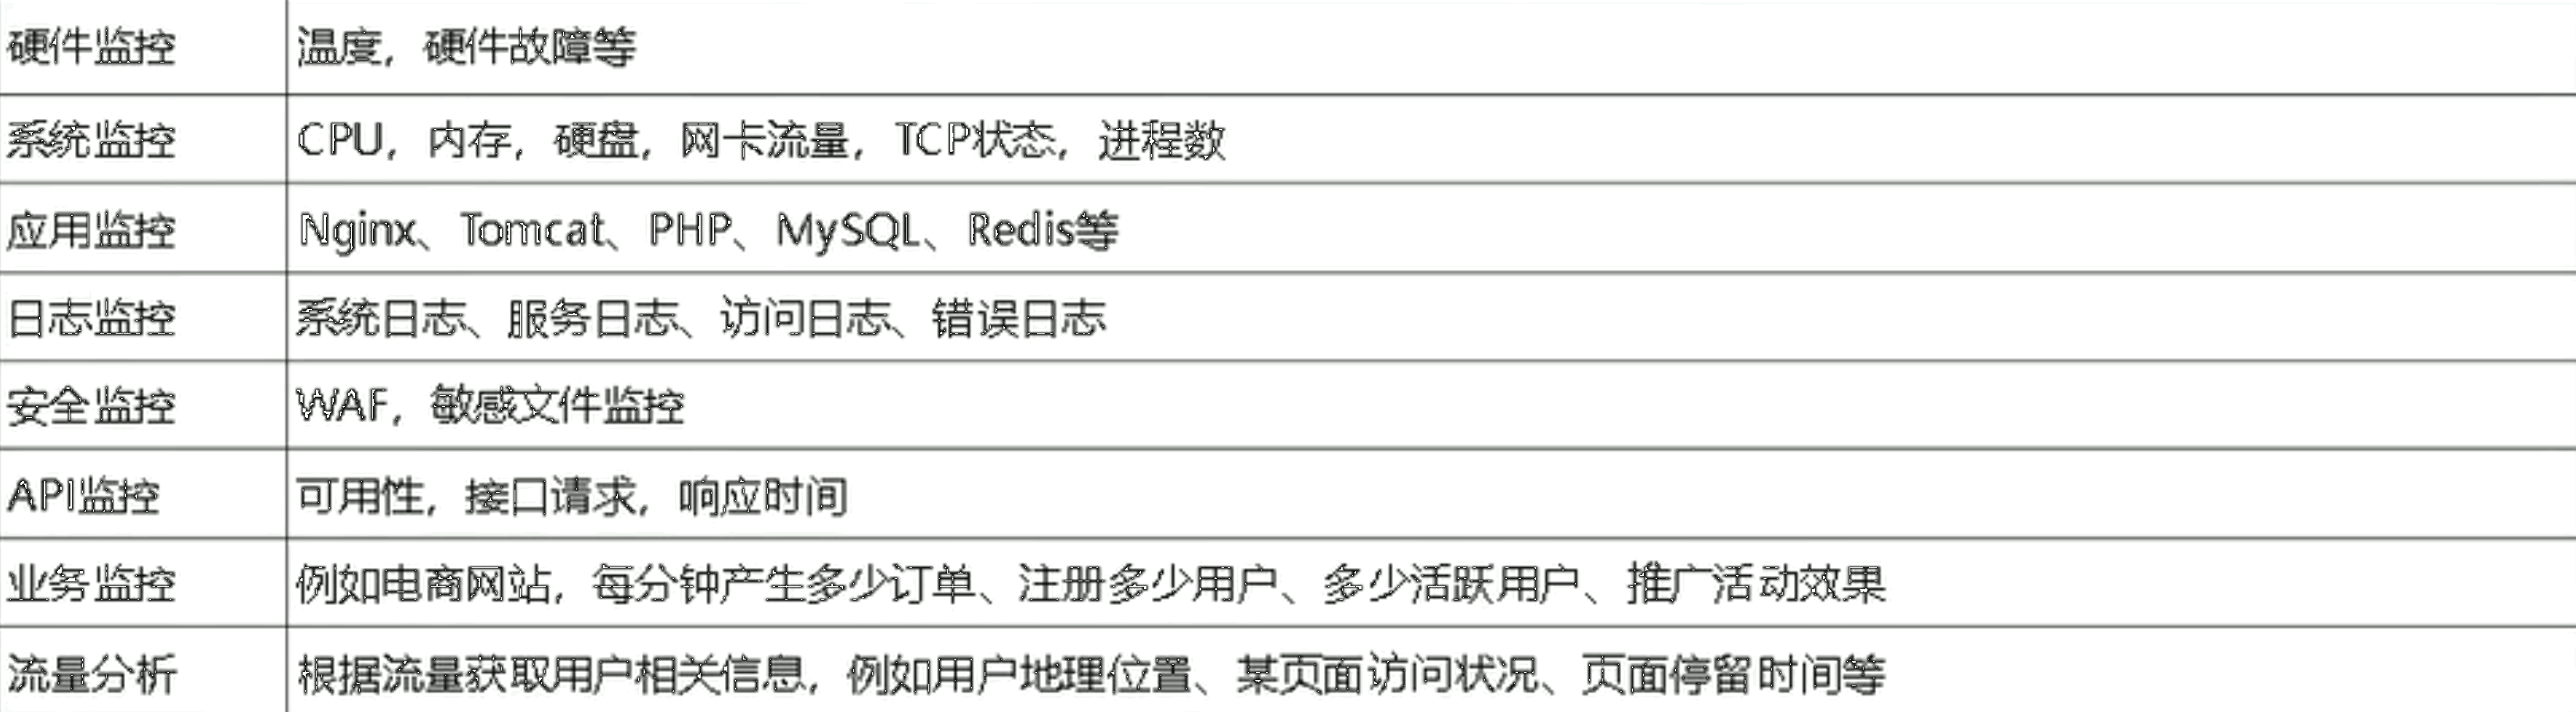 硬件监控 温度，硬件故障等
系统监控 CPU，内存，硬盘，网卡流量，TCP状态，进程数
应用监控 Nginx、Tomcat、PHP、MySQL、Redis等
日志监控 系统日志、服务日志、访问日志、错误日志
安全监控 WAF，敏感文件监控
API监控 可用性，接口请求，响应时间
业务监控 例如电商网站，每分钟产生多少订单、注册多少用户、多少活跃用户、推广活动效果
流量分析 根据流量获取用户相关信息，例如用户地理位置、某页面访问状况、页面停留时间等